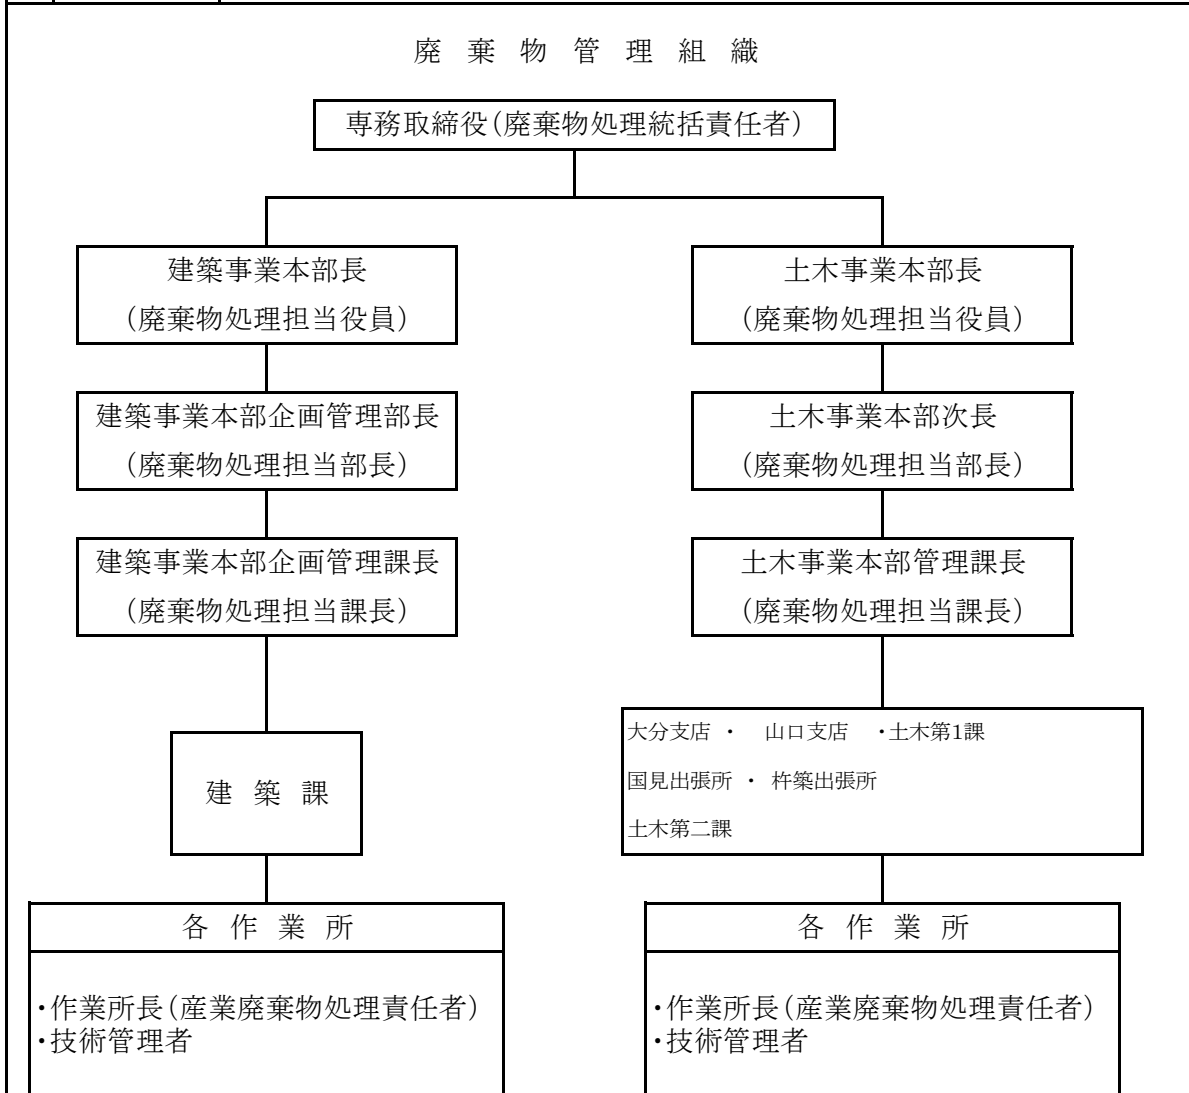 廃棄物管理組織
専務取締役(廃棄物処理統括責任者)
建築事業本部長
(廃棄物処理担当役員)
土木事業本部長
(廃棄物処理担当役員)
建築事業本部企画管理部長
(廃棄物処理担当部長)
土木事業本部次長
(廃棄物処理担当部長)
建築事業本部企画管理課長
(廃棄物処理担当課長)
土木事業本部管理課長
(廃棄物処理担当課長)
建築課
大分支店 ・ 山口支店 ・土木第1課
国見出張所 ・ 杵築出張所
土木第二課
各作業所
・作業所長(産業廃棄物処理責任者)
・技術管理者
各作業所
・作業所長(産業廃棄物処理責任者)
・技術管理者